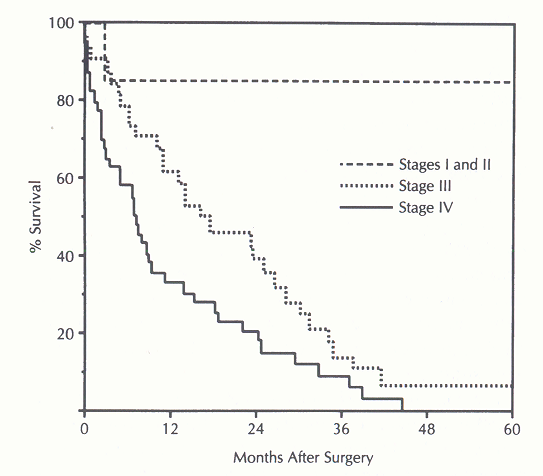 100
80
60
40
20
% Survival
Stages I and II
Stage III
Stage IV
0 12 24 36 48 60
Months After Surgery